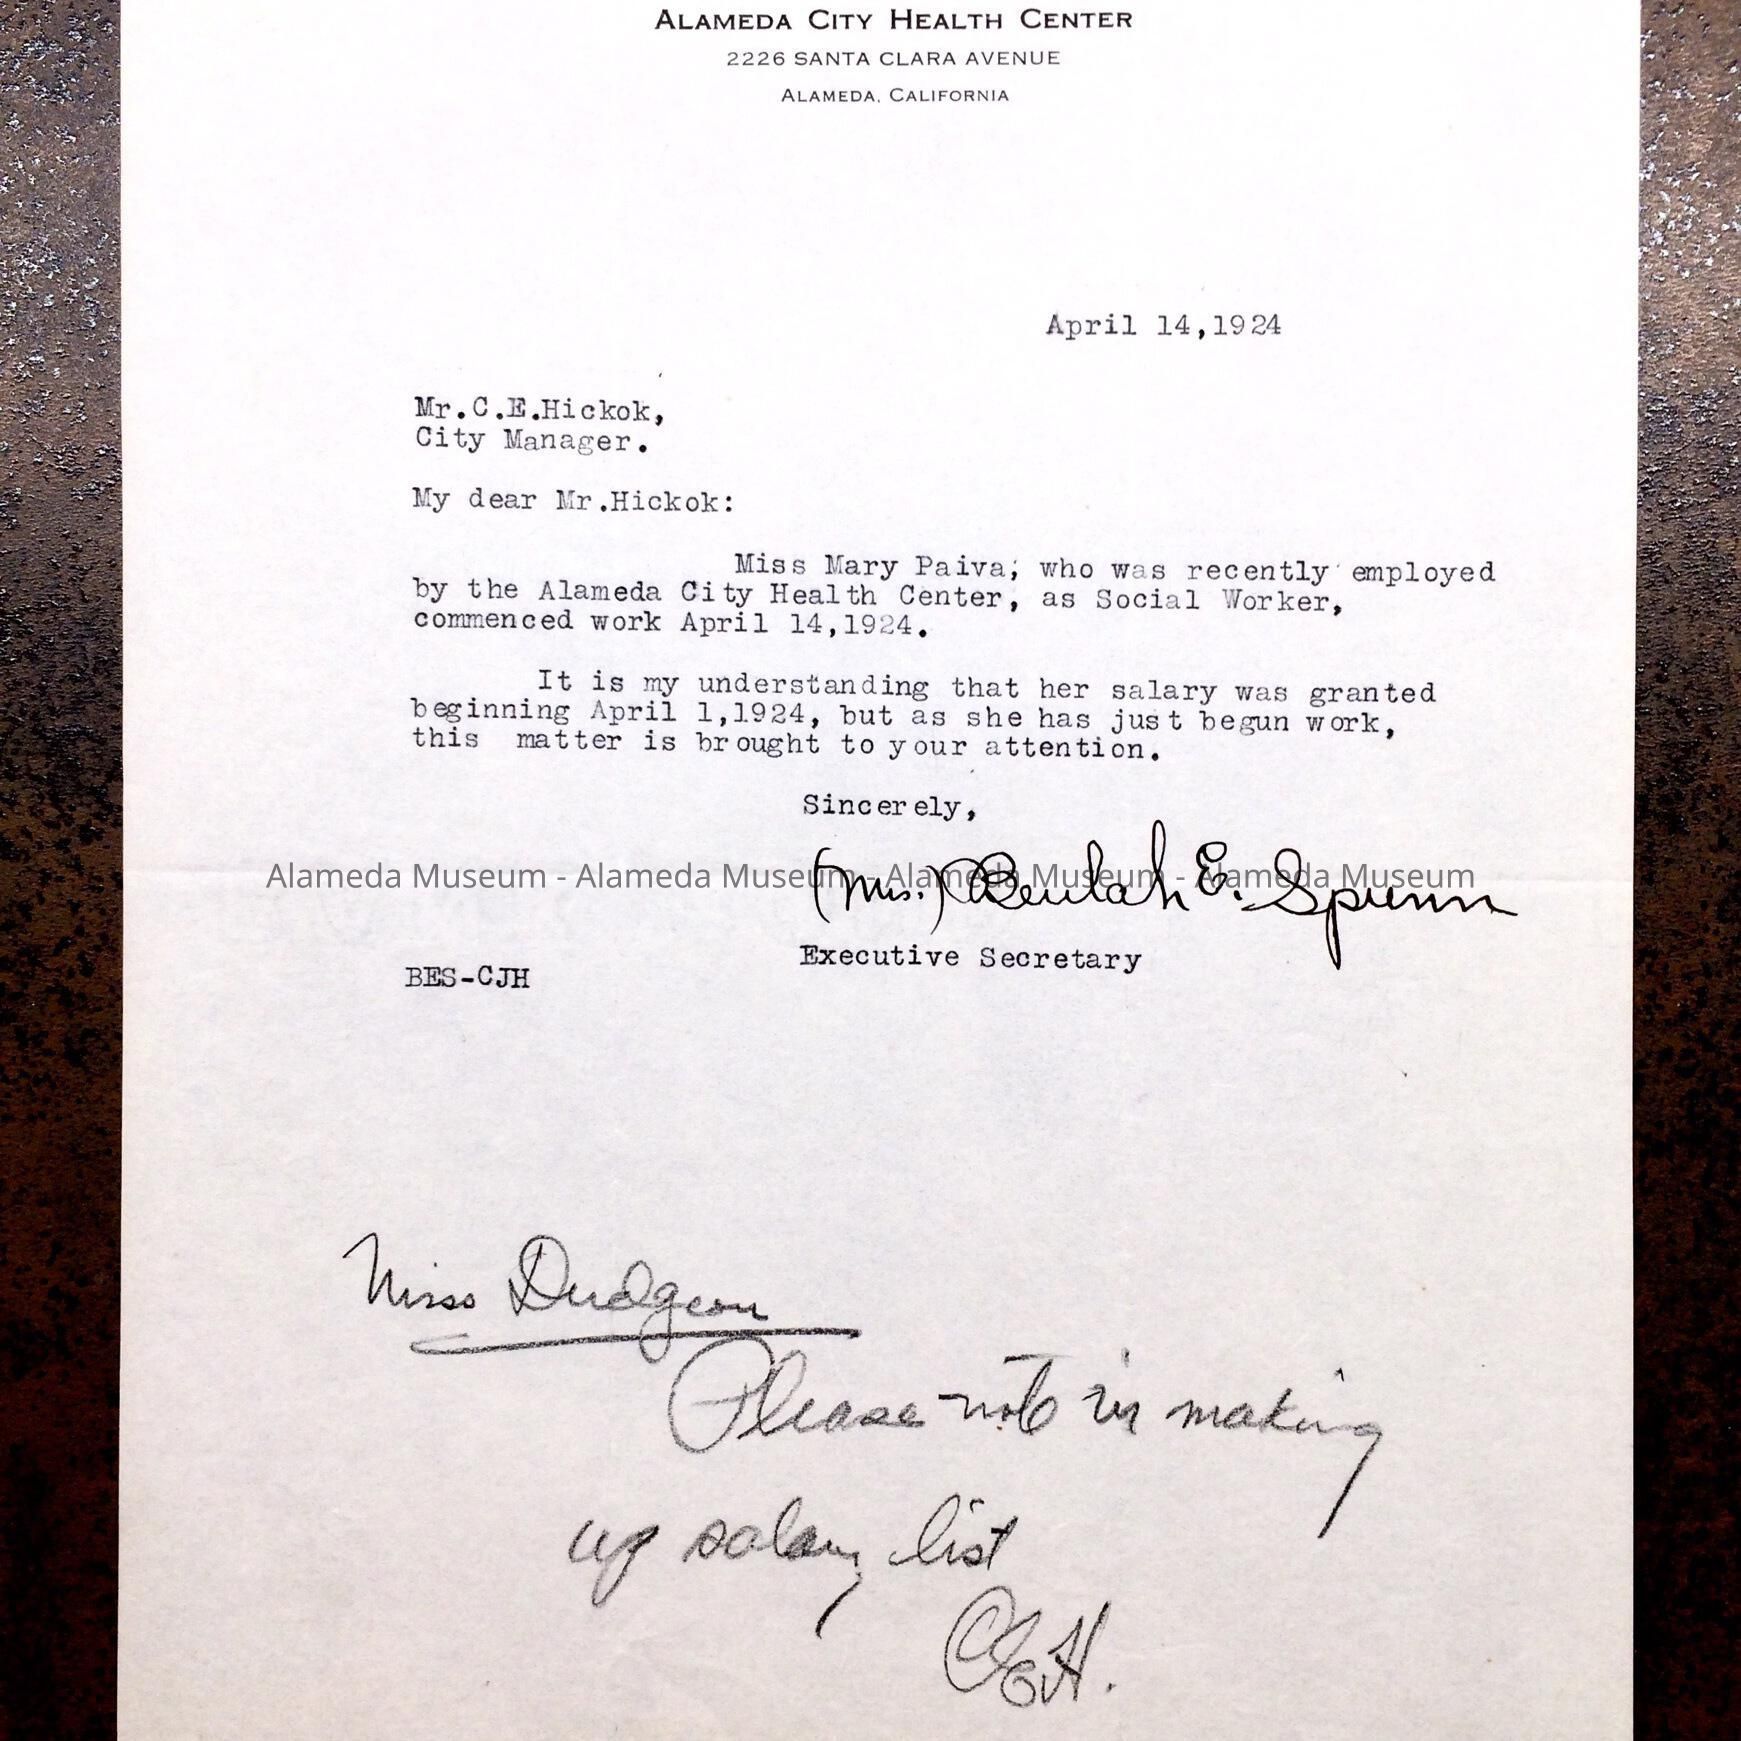 ALAMEDA CITY HEALTH CENTER
2226 SANTA CLARA AVENUE
ALAMEDA, CALIFORNIA
April 14,1924
Mr.C.E.Hickok,
City Manager.
My dear Mr.Hickok:
Miss Mary Paiva, who was recently employed
by the Alameda City Health Center, as Social Worker,
commenced work April 14,1924.
It is my understanding that her salary was granted
beginning April 1,1924, but as she has just begun work,
this matter is brought to your attention.
Sincerely,
(Mrs.) Beulah E. Spunn
Alameda Museum - Alameda Museum - Alameda Museum - Alameda Museum
Executive Secretary
BES-CJH
Miss Dudgeon
Please note in making
up salary list
CEH.